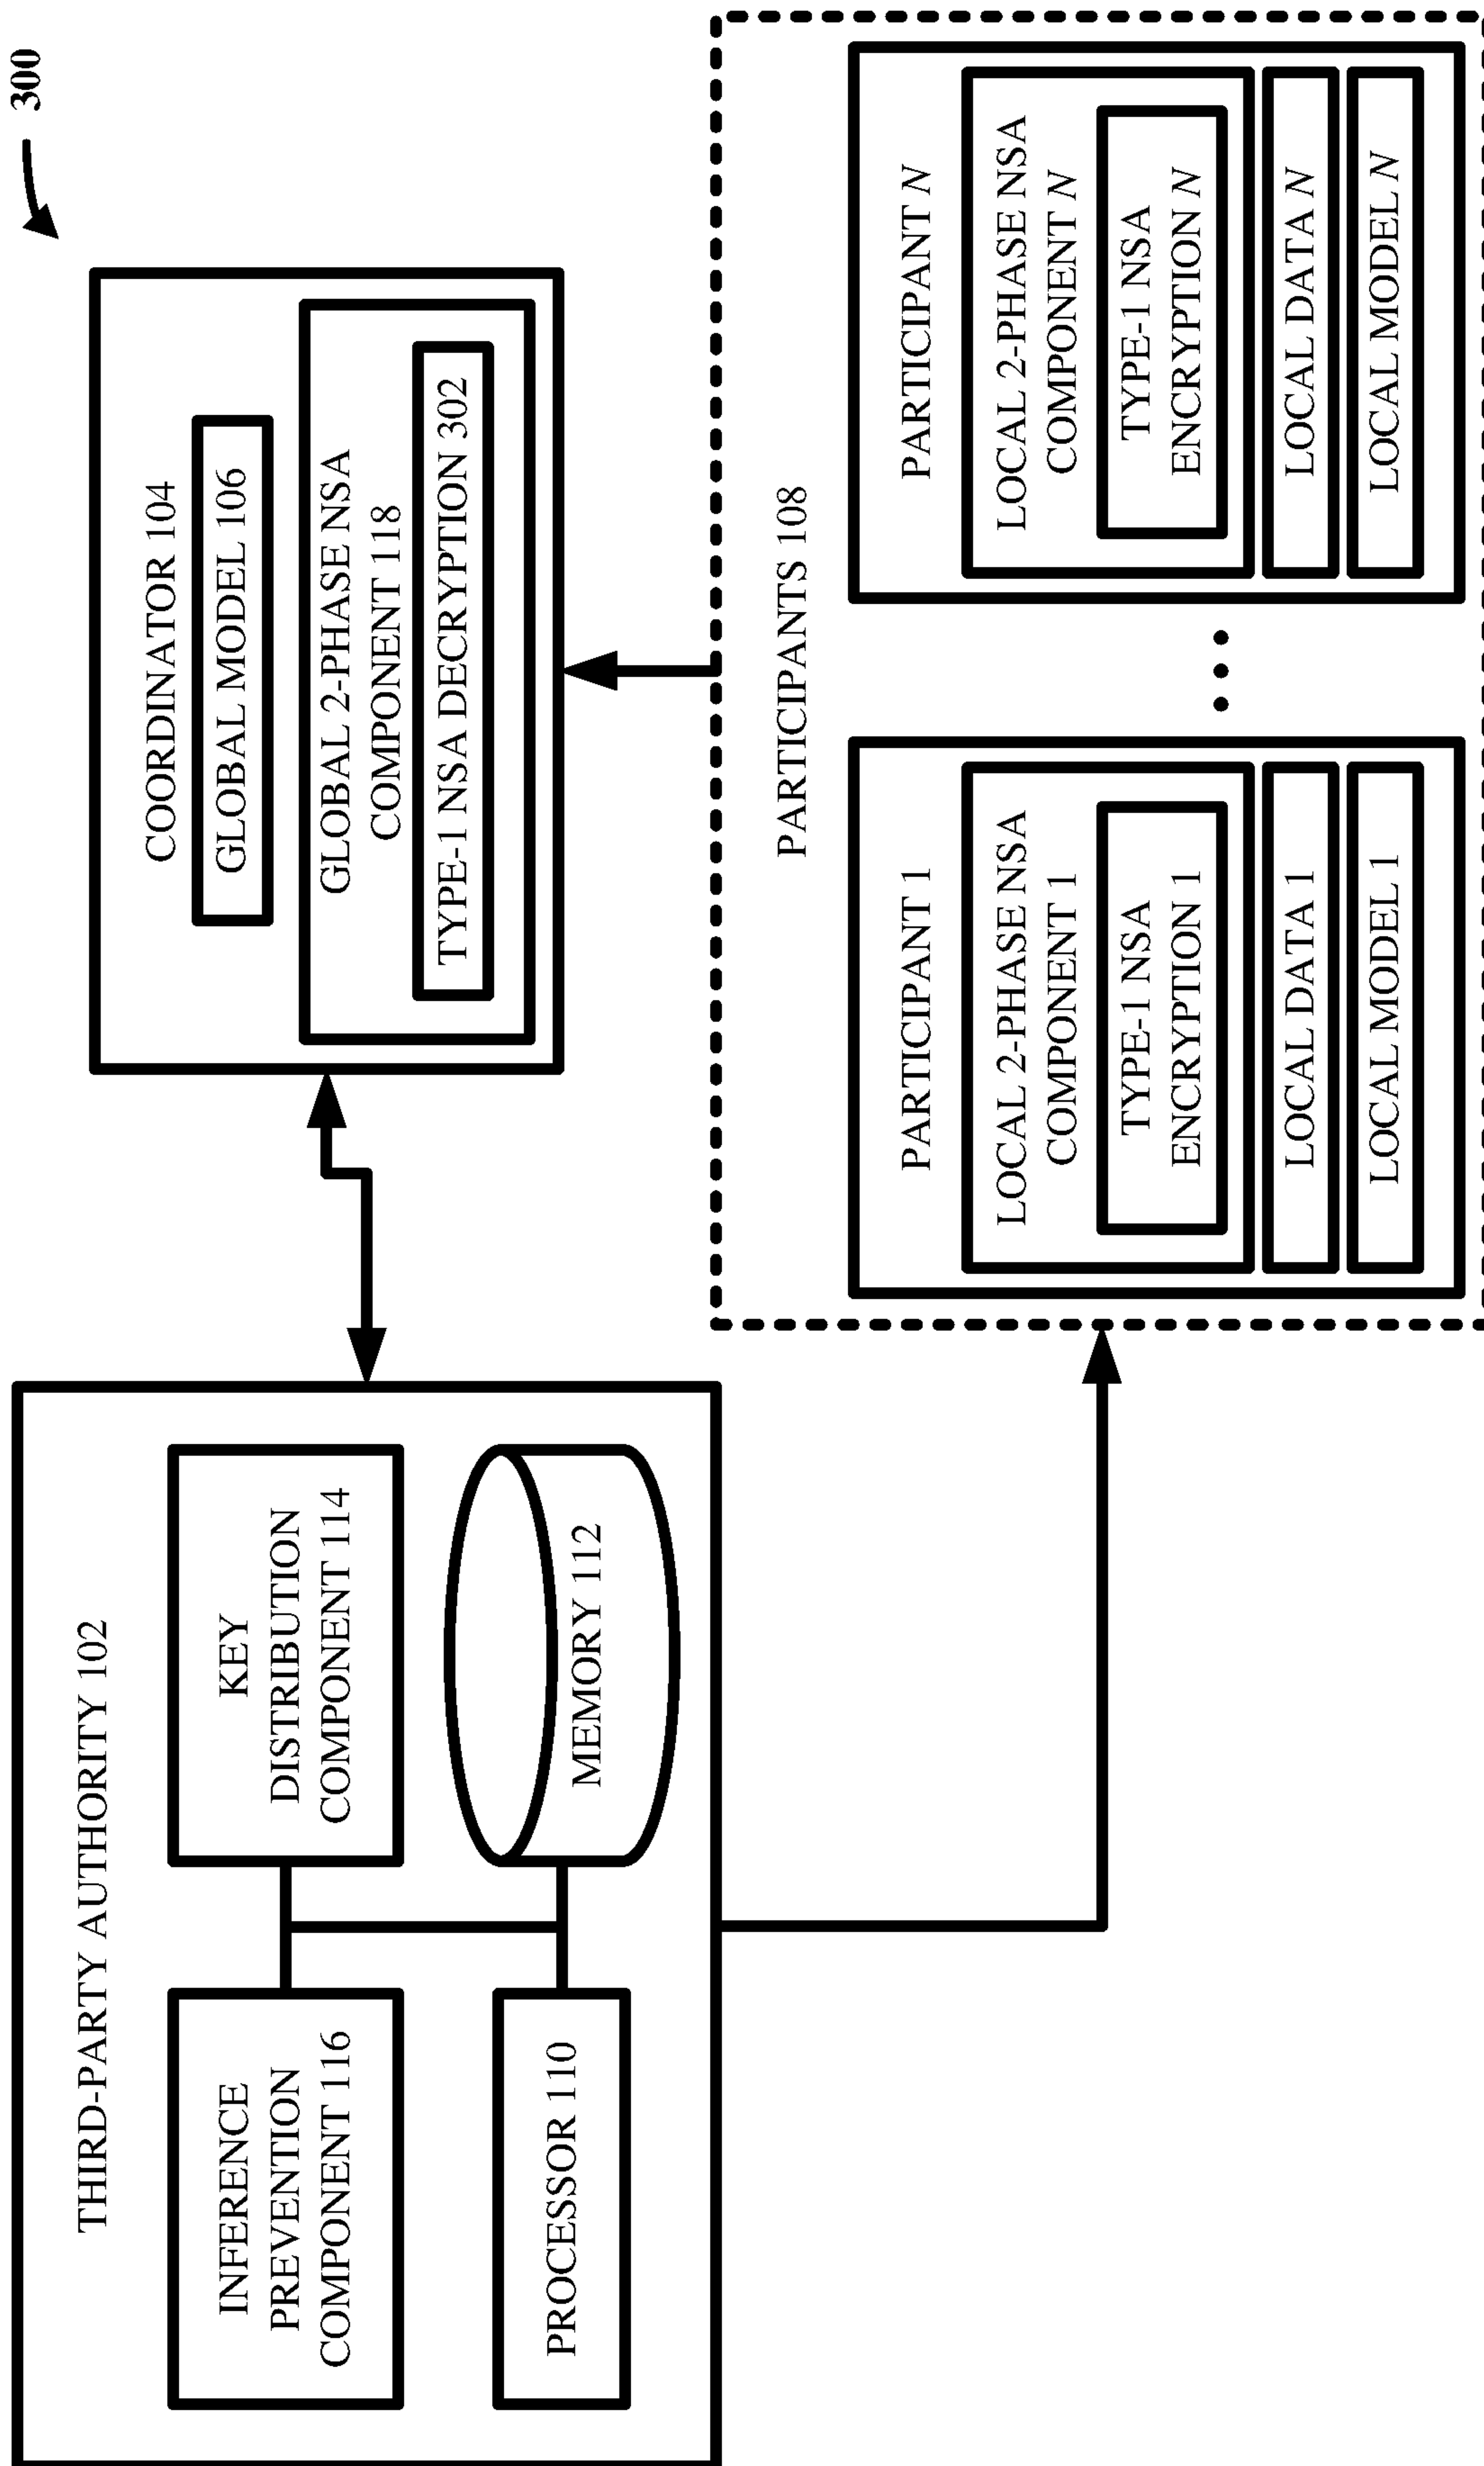 300
THIRD-PARTY AUTHORITY 102
INFERENCE
PREVENTION
COMPONENT 116
KEY
DISTRIBUTION
COMPONENT 114
PROCESSOR 110
MEMORY 112
COORDINATOR 104
GLOBAL MODEL 106
GLOBAL 2-PHASE NSA
COMPONENT 118
TYPE-1 NSA DECRYPTION 302
PARTICIPANTS 108
PARTICIPANT 1
LOCAL 2-PHASE NSA
COMPONENT 1
TYPE-1 NSA
ENCRYPTION 1
LOCAL DATA 1
LOCAL MODEL 1
PARTICIPANT N
LOCAL 2-PHASE NSA
COMPONENT N
TYPE-1 NSA
ENCRYPTION N
LOCAL DATA N
LOCAL MODEL N